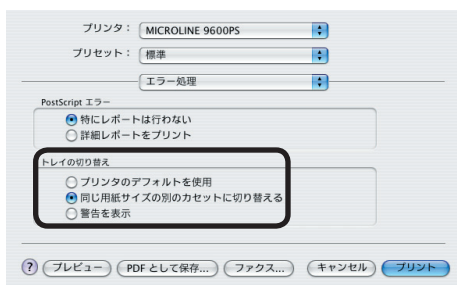 プリンタ： MICROLINE 9600PS
プリセット： 標準
エラー処理
PostScript エラー
特にレポートは行わない
詳細レポートをプリント
トレイの切り替え
プリンタのデフォルトを使用
同じ用紙サイズの別のカセットに切り替える
警告を表示
? プレビュー PDF として保存... ファクス... キャンセル プリント